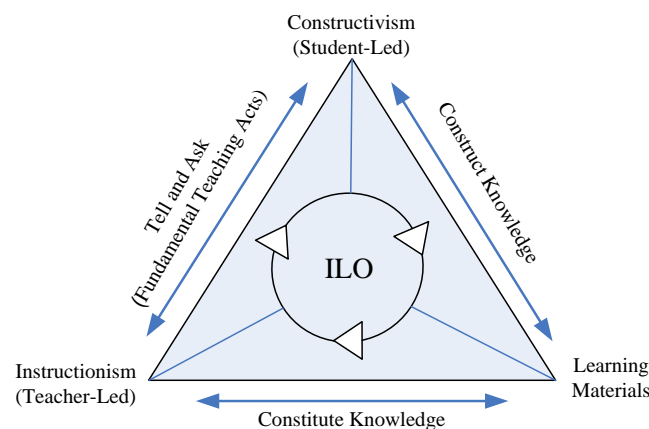 Constructivism
(Student-Led)
Tell and Ask
(Fundamental Teaching Acts)
Construct Knowledge
ILO
Instructionism
(Teacher-Led)
Learning
Materials
Constitute Knowledge